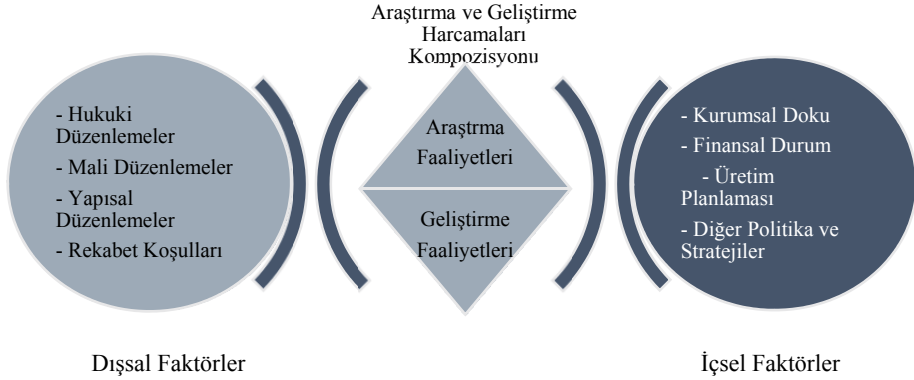 Araştırma ve Geliştirme
Harcamaları
Kompozisyonu
- Hukuki
Düzenlemeler
- Mali Düzenlemeler
- Yapısal
Düzenlemeler
- Rekabet Koşulları
Araştrma
Faaliyetleri
Geliştirme
Faaliyetleri
- Kurumsal Doku
- Finansal Durum
- Üretim
Planlaması
- Diğer Politika ve
Stratejiler
Dışsal Faktörler
İçsel Faktörler